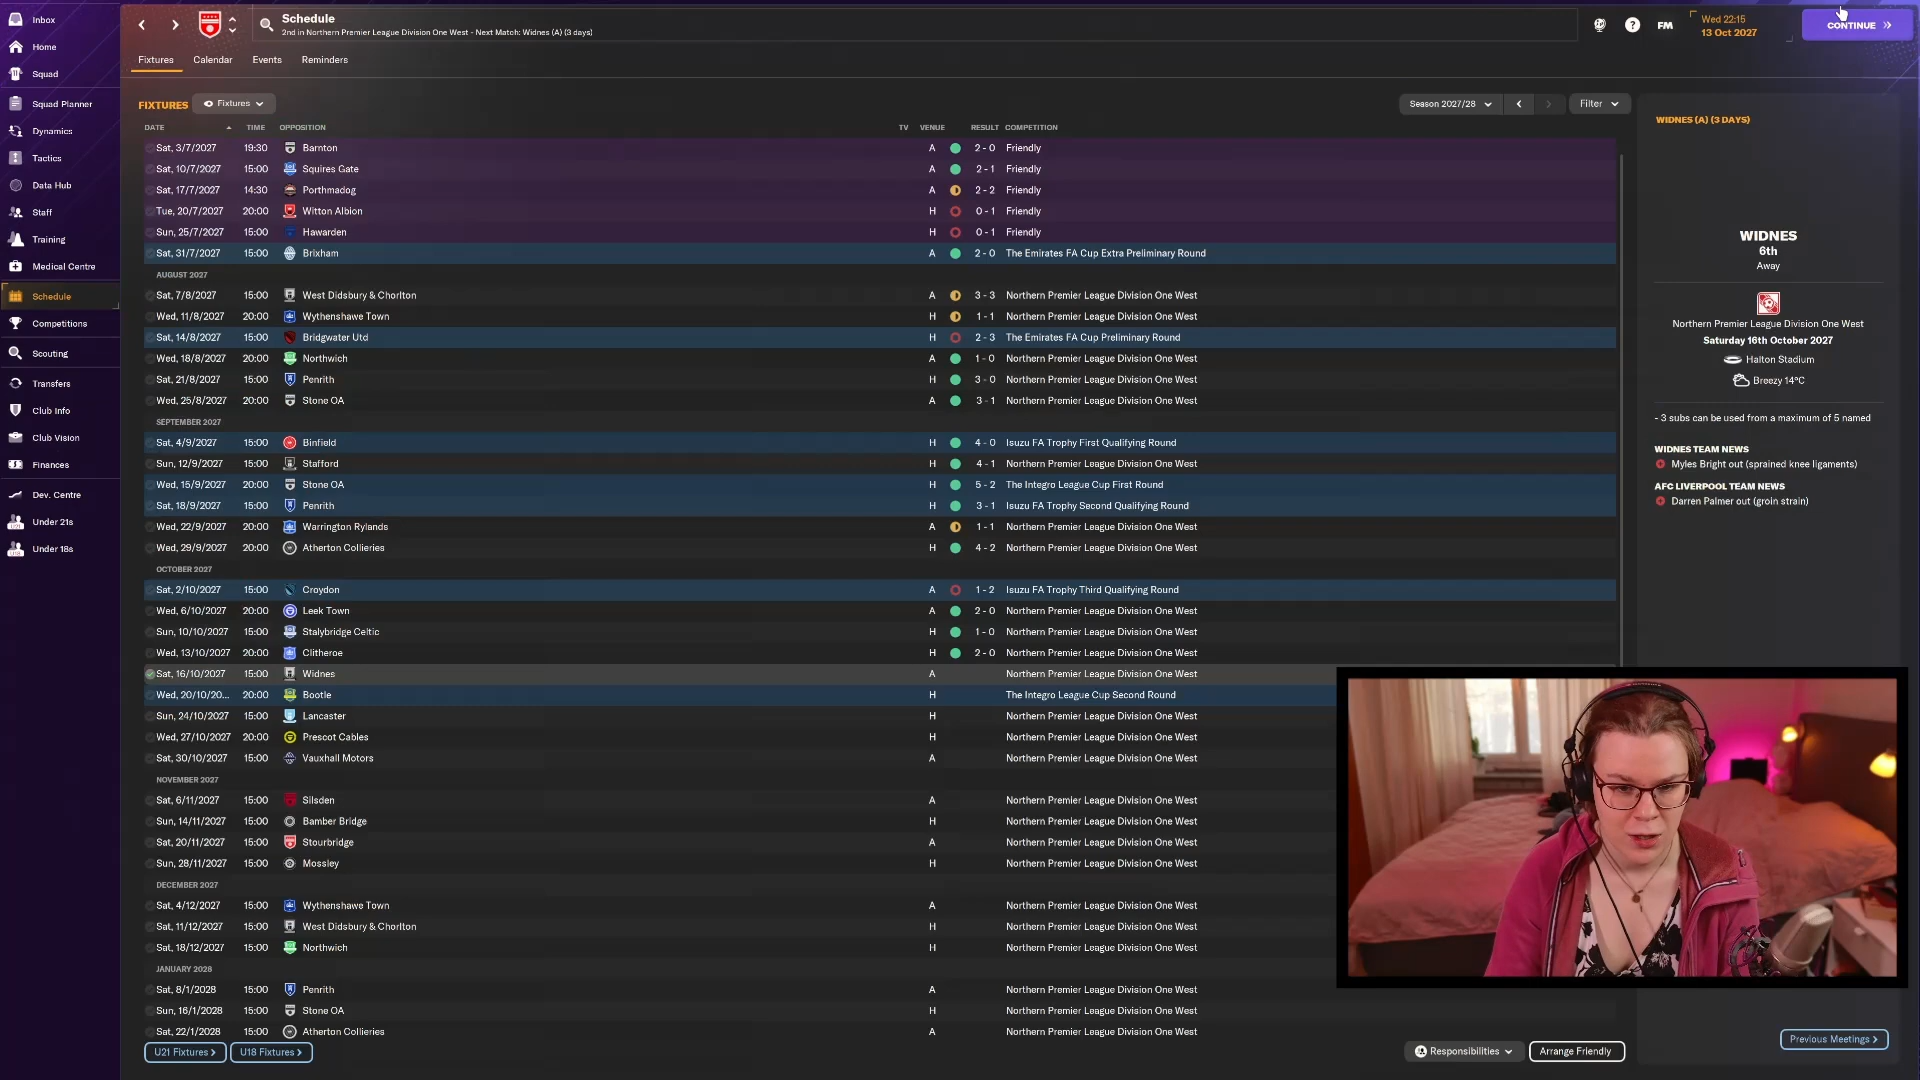 Inbox
Home
Squad
Squad Planner
Dynamics
Tactics
Data Hub
Staff
Training
Medical Centre
Schedule
Competitions
Scouting
Transfers
Club Info
Club Vision
Finances
Dev. Centre
Under 21s
Under 18s
Schedule
2nd in Northern Premier League Division One West - Next Match: Widnes (A) (3 days)
FM
Wed 22:15
13 Oct 2027
CONTINUE
Fixtures Calendar Events Reminders
FIXTURES Fixtures
Season 2027/28 Filter
DATE TIME OPPOSITION TV VENUE RESULT COMPETITION
Sat, 3/7/2027 19:30 Barnton A 2 - 0 Friendly
Sat, 10/7/2027 15:00 Squires Gate A 2 - 1 Friendly
Sat, 17/7/2027 14:30 Porthmadog A 2 - 2 Friendly
Tue, 20/7/2027 20:00 Witton Albion H 0 - 1 Friendly
Sun, 25/7/2027 15:00 Hawarden H 0 - 1 Friendly
Sat, 31/7/2027 15:00 Brixham A 2 - 0 The Emirates FA Cup Extra Preliminary Round
AUGUST 2027
Sat, 7/8/2027 15:00 West Didsbury & Chorlton A 3 - 3 Northern Premier League Division One West
Wed, 11/8/2027 20:00 Wythenshawe Town H 1 - 1 Northern Premier League Division One West
Sat, 14/8/2027 15:00 Bridgwater Utd H 2 - 3 The Emirates FA Cup Preliminary Round
Wed, 18/8/2027 20:00 Northwich A 1 - 0 Northern Premier League Division One West
Sat, 21/8/2027 15:00 Penrith H 3 - 0 Northern Premier League Division One West
Wed, 25/8/2027 20:00 Stone OA A 3 - 1 Northern Premier League Division One West
SEPTEMBER 2027
Sat, 4/9/2027 15:00 Binfield H 4 - 0 Isuzu FA Trophy First Qualifying Round
Sun, 12/9/2027 15:00 Stafford H 4 - 1 Northern Premier League Division One West
Wed, 15/9/2027 20:00 Stone OA H 5 - 2 The Integro League Cup First Round
Sat, 18/9/2027 15:00 Penrith H 3 - 1 Isuzu FA Trophy Second Qualifying Round
Wed, 22/9/2027 20:00 Warrington Rylands A 1 - 1 Northern Premier League Division One West
Wed, 29/9/2027 20:00 Atherton Collieries H 4 - 2 Northern Premier League Division One West
OCTOBER 2027
Sat, 2/10/2027 15:00 Croydon A 1 - 2 Isuzu FA Trophy Third Qualifying Round
Wed, 6/10/2027 20:00 Leek Town A 2 - 0 Northern Premier League Division One West
Sun, 10/10/2027 15:00 Stalybridge Celtic H 1 - 0 Northern Premier League Division One West
Wed, 13/10/2027 20:00 Clitheroe H 2 - 0 Northern Premier League Division One West
Sat, 16/10/2027 15:00 Widnes A Northern Premier League Division One West
Wed, 20/10/20... 20:00 Bootle H The Integro League Cup Second Round
Sun, 24/10/2027 15:00 Lancaster H Northern Premier League Division One West
Wed, 27/10/2027 20:00 Prescot Cables H Northern Premier League Division One West
Sat, 30/10/2027 15:00 Vauxhall Motors A Northern Premier League Division One West
NOVEMBER 2027
Sat, 6/11/2027 15:00 Silsden A Northern Premier League Division One West
Sun, 14/11/2027 15:00 Bamber Bridge H Northern Premier League Division One West
Sat, 20/11/2027 15:00 Stourbridge A Northern Premier League Division One West
Sun, 28/11/2027 15:00 Mossley H Northern Premier League Division One West
DECEMBER 2027
Sat, 4/12/2027 15:00 Wythenshawe Town A Northern Premier League Division One West
Sat, 11/12/2027 15:00 West Didsbury & Chorlton H Northern Premier League Division One West
Sat, 18/12/2027 15:00 Northwich H Northern Premier League Division One West
JANUARY 2028
Sat, 8/1/2028 15:00 Penrith A Northern Premier League Division One West
Sun, 16/1/2028 15:00 Stone OA H Northern Premier League Division One West
Sat, 22/1/2028 15:00 Atherton Collieries A Northern Premier League Division One West
U21 Fixtures > U18 Fixtures >
Responsibilities Arrange Friendly
WIDNES (A) (3 DAYS)
WIDNES
6th
Away
Northern Premier League Division One West
Saturday 16th October 2027
Halton Stadium
Breezy 14°C
- 3 subs can be used from a maximum of 5 named
WIDNES TEAM NEWS
Myles Bright out (sprained knee ligaments)
AFC LIVERPOOL TEAM NEWS
Darren Palmer out (groin strain)
Previous Meetings >